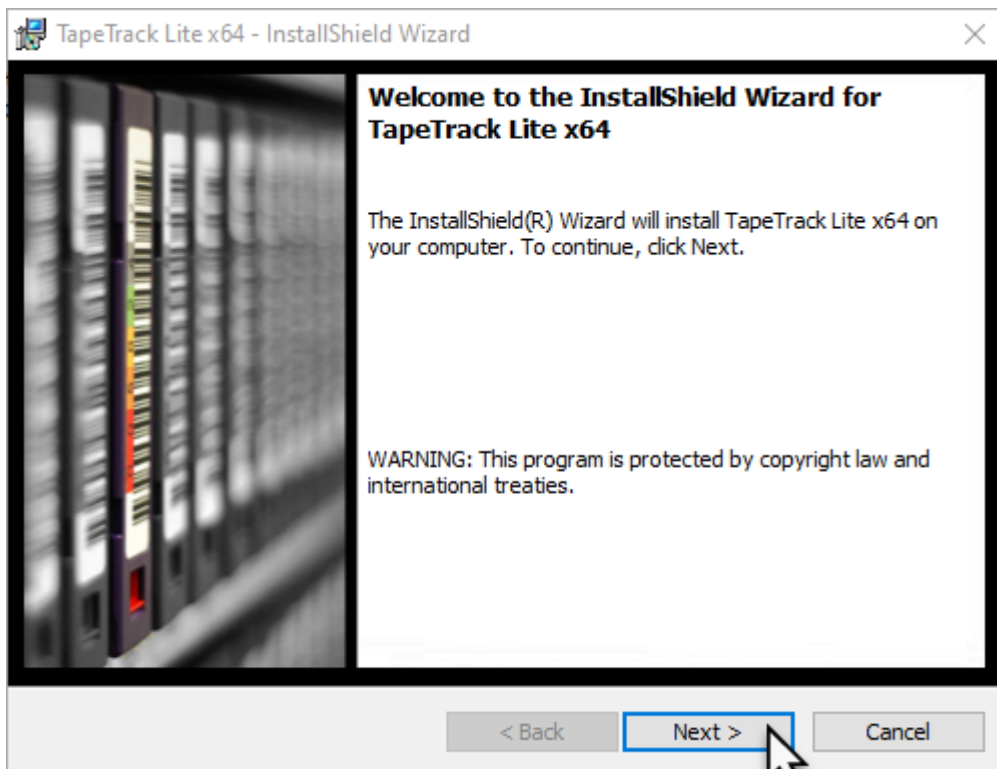 TapeTrack Lite x64 - InstallShield Wizard
Welcome to the InstallShield Wizard for
TapeTrack Lite x64
The InstallShield(R) Wizard will install TapeTrack Lite x64 on
your computer. To continue, click Next.
WARNING: This program is protected by copyright law and
international treaties.
< Back
Next >
Cancel